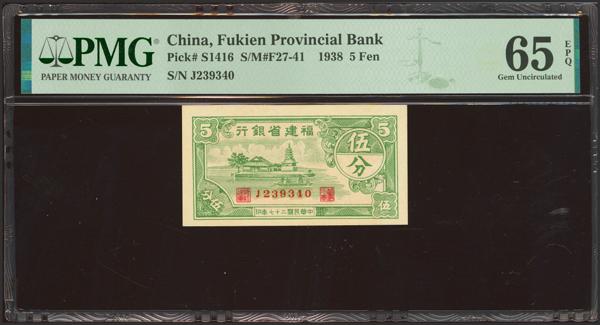 PMG
PAPER MONEY GUARANTY
China, Fukien Provincial Bank
Pick# S1416 S/M#F27-41 1938 5 Fen
S/N J239340
65 EPQ
Gem Uncirculated
5
行銀省建福
5
伍分
J239340
伍
印年七十二國民華中